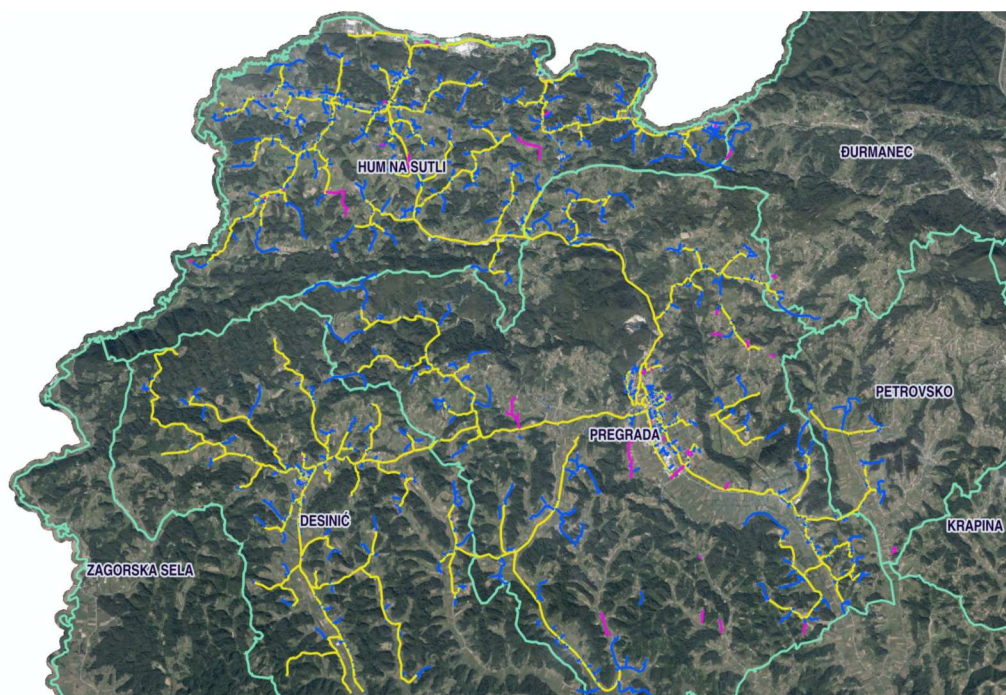 HUM NA SUTLI
ĐURMANEC
PETROVSKO
PREGRADA
DESINIĆ
KRAPINA
ZAGORSKA SELA